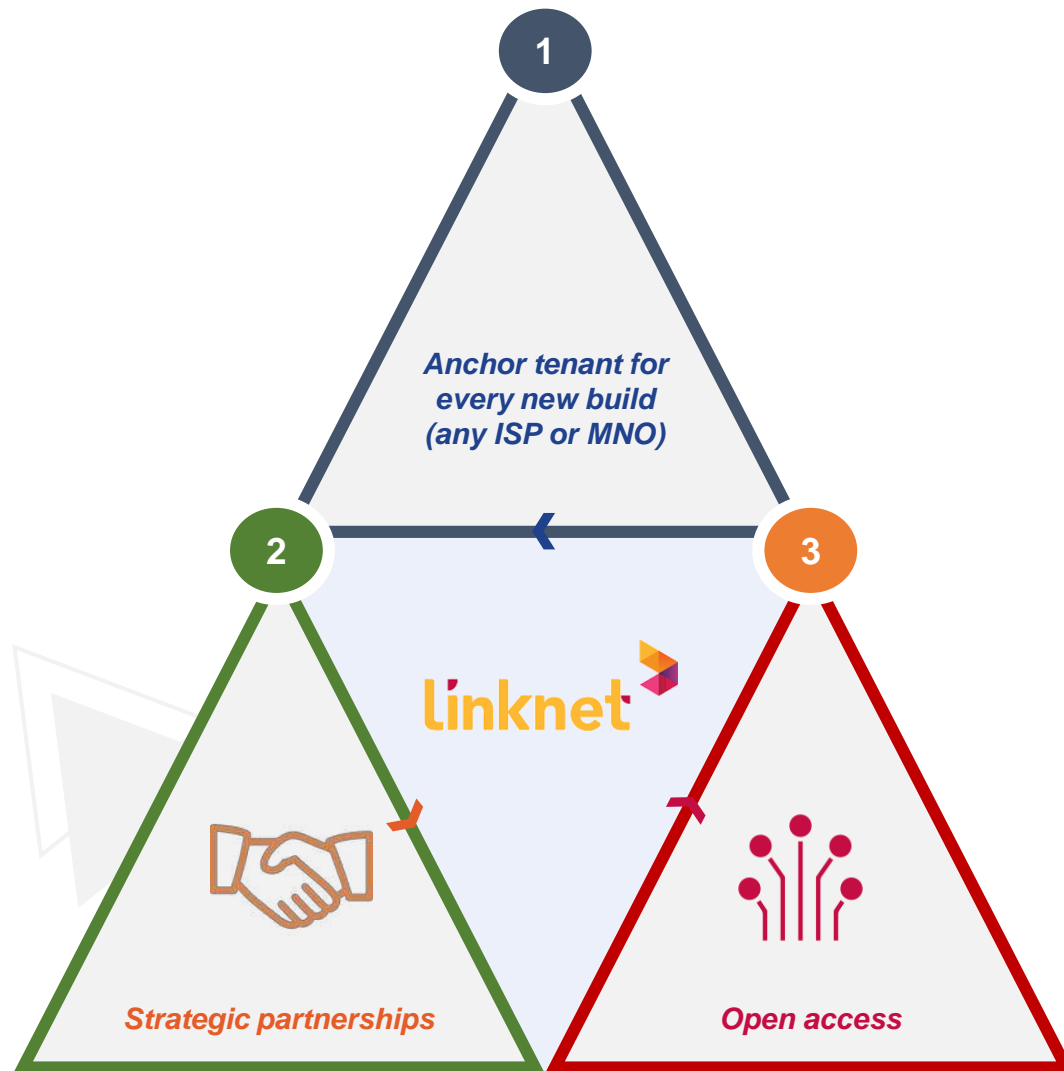 1
Anchor tenant for
every new build
(any ISP or MNO)
2
3
linknet
Strategic partnerships
Open access